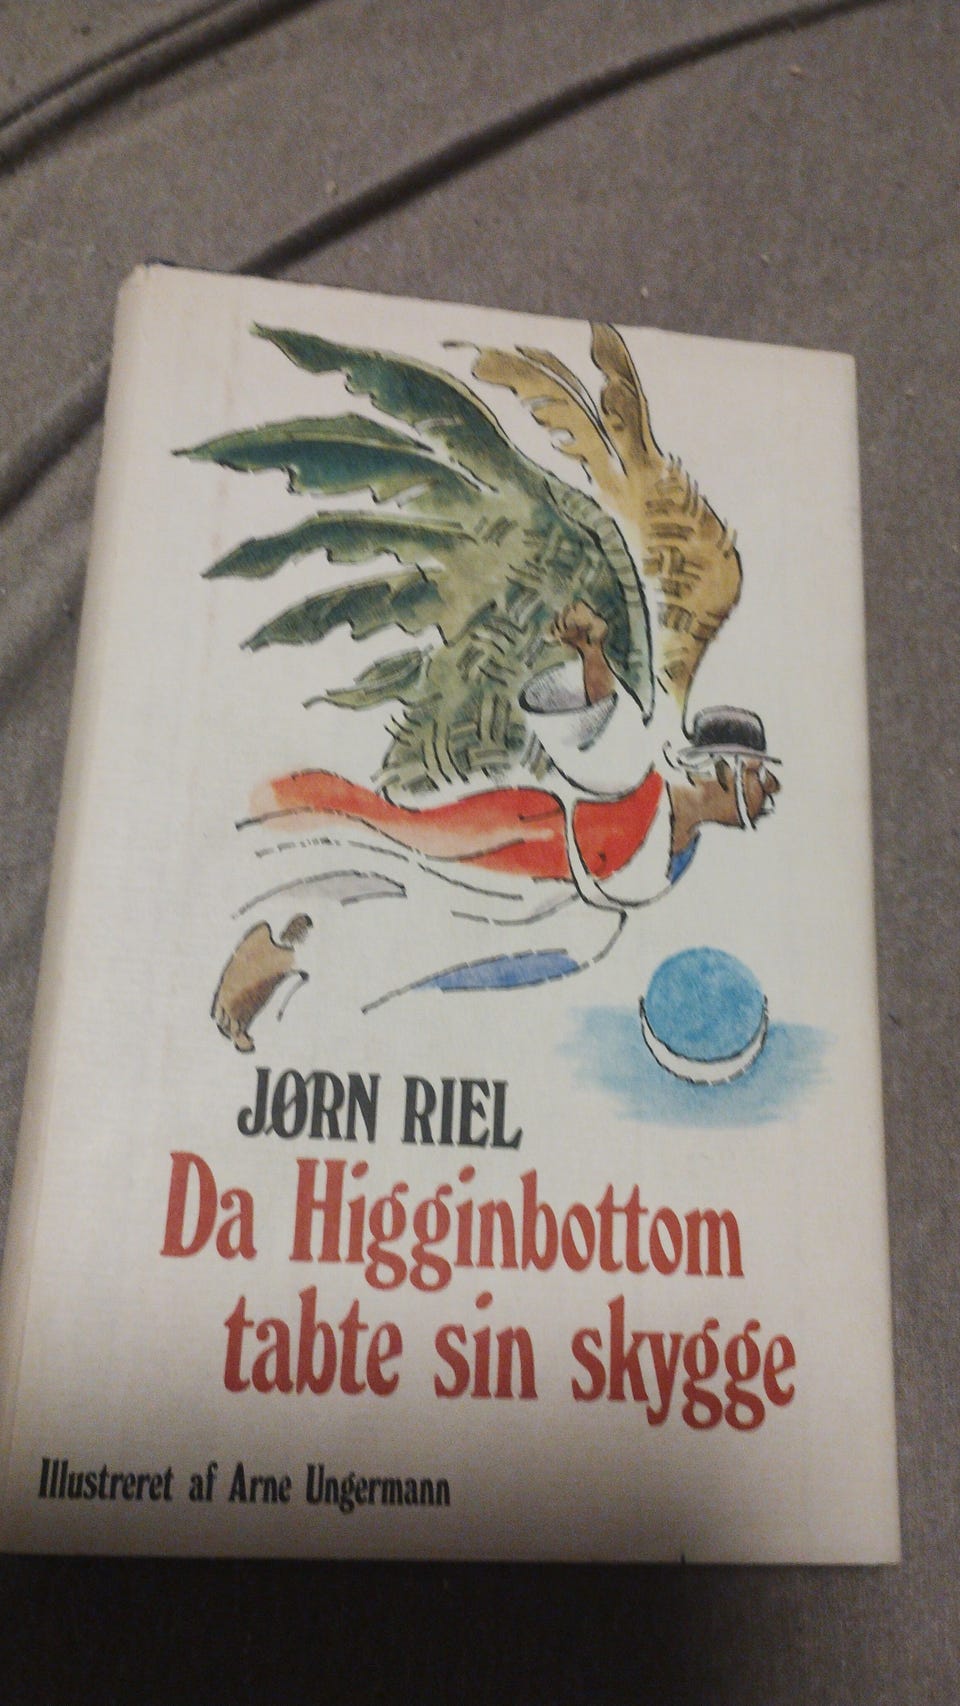 JØRN RIEL
Da Higginbottom
tabte sin skygge
Illustreret af Arne Ungermann